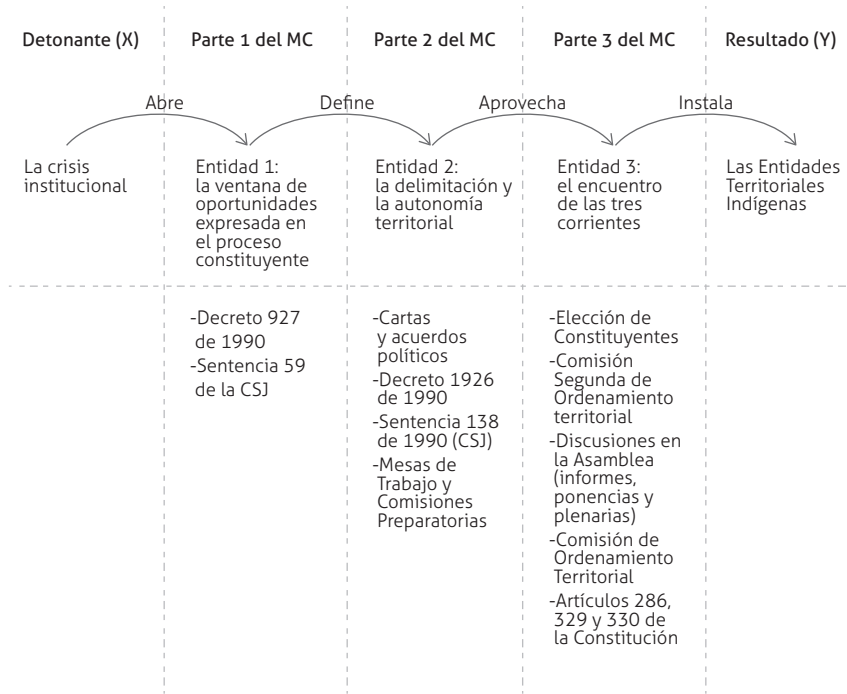 Detonante (X)
Parte 1 del MC
Parte 2 del MC
Parte 3 del MC
Resultado (Y)
Abre
Define
Aprovecha
Instala
La crisis
institucional
Entidad 1:
la ventana de
oportunidades
expresada en
el proceso
constituyente
Entidad 2:
la delimitación y
la autonomía
territorial
Entidad 3:
el encuentro
de las tres
corrientes
Las Entidades
Territoriales
Indígenas
-Decreto 927
de 1990
-Sentencia 59
de la CSJ
-Cartas
y acuerdos
políticos
-Decreto 1926
de 1990
-Sentencia 138
de 1990 (CSJ)
-Mesas de
Trabajo y
Comisiones
Preparatorias
-Elección de
Constituyentes
-Comisión
Segunda de
Ordenamiento
territorial
-Discusiones en
la Asamblea
(informes,
ponencias y
plenarias)
-Comisión de
Ordenamiento
Territorial
-Artículos 286,
329 y 330 de
la Constitución